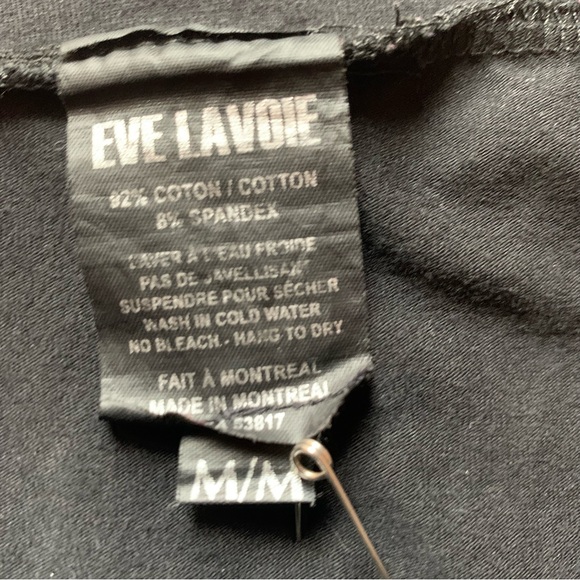 EVE LAVOIE
92% COTON / COTTON
8% SPANDEX
LAVER À L'EAU FROIDE
PAS DE JAVELLISANT
SUSPENDRE POUR SÉCHER
WASH IN COLD WATER
NO BLEACH - HANG TO DRY
FAIT À MONTREAL
MADE IN MONTREAL
53817
M/M